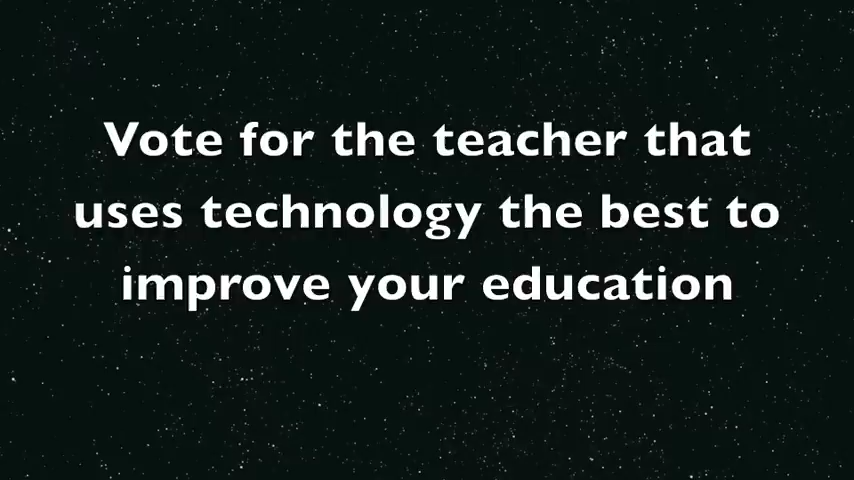 Vote for the teacher that
uses technology the best to
improve your education